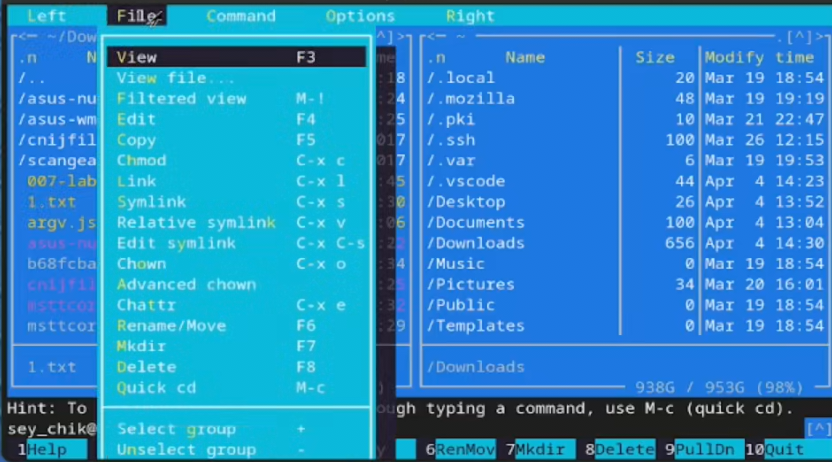 Left File Command Options Right
<— ~/Dow ^]> <— ~ .[^]>
.n N me .n Name Size Modify time
View F3
/.. :18 /.local 20 Mar 19 18:54
View file...
/asus-nu :24 /.mozilla 48 Mar 19 19:19
Filtered view M-!
/asus-wm :25 /.pki 10 Mar 21 22:47
Edit F4
/cnijfil 017 /.ssh 100 Mar 26 12:15
Copy F5
/scangea 017 /.var 6 Mar 19 19:53
Chmod C-x c
007-lab :45 /.vscode 44 Apr 4 14:23
Link C-x l
1.txt :30 /Desktop 26 Apr 4 13:52
Symlink C-x s
argv.js :06 /Documents 100 Apr 4 13:04
Relative symlink C-x v
asus-nu :22 /Downloads 656 Apr 4 14:30
Edit symlink C-x C-s
b68fcba :34 /Music 0 Mar 19 18:54
Chown C-x o
cnijfil :25 /Pictures 34 Mar 20 16:01
Advanced chown
msttcor :32 /Public 0 Mar 19 18:54
Chattr C-x e
msttcor :29 /Templates 0 Mar 19 18:54
Rename/Move F6
Mkdir F7
1.txt /Downloads
Delete F8
Quick cd M-c
) 938G / 953G (98%)
Hint: To ough typing a command, use M-c (quick cd).
sey_chik@ [^]
Select group +
Unselect group -
1Help y 6RenMov 7Mkdir 8Delete 9PullDn 10Quit